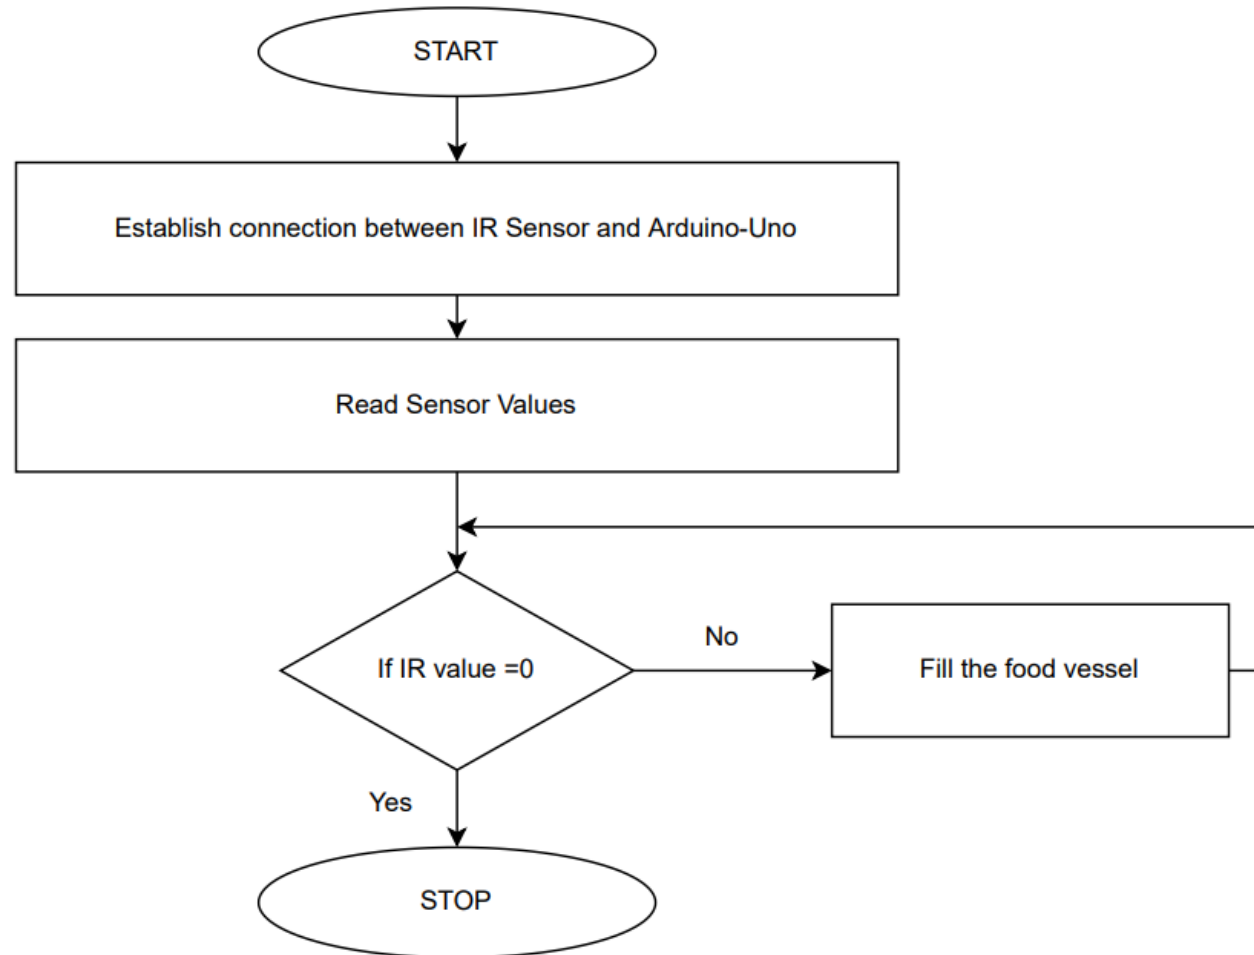 START
Establish connection between IR Sensor and Arduino-Uno
Read Sensor Values
If IR value =0
No
Fill the food vessel
Yes
STOP